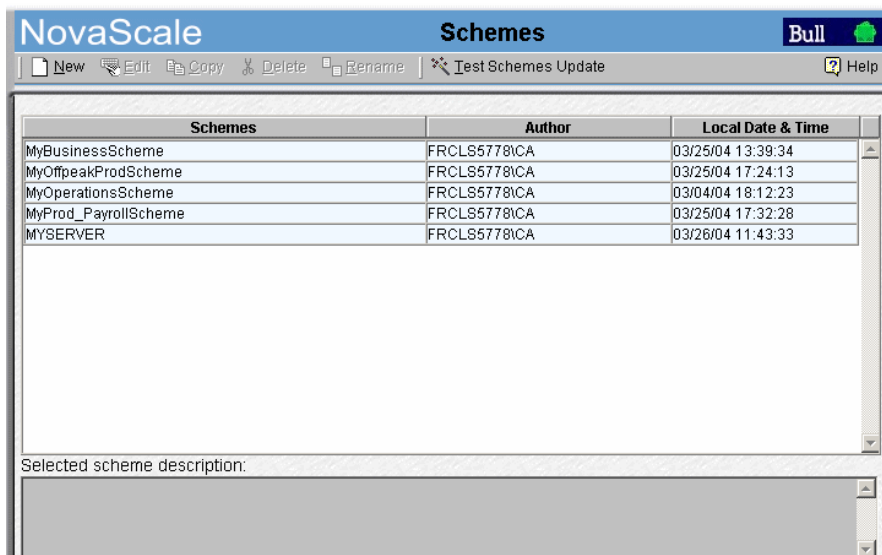 NovaScale Schemes Bull
New Edit Copy Delete Rename Test Schemes Update Help
Schemes Author Local Date & Time
MyBusinessScheme FRCLS5778\CA 03/25/04 13:39:34
MyOffpeakProdScheme FRCLS5778\CA 03/25/04 17:24:13
MyOperationsScheme FRCLS5778\CA 03/04/04 18:12:23
MyProd_PayrollScheme FRCLS5778\CA 03/25/04 17:32:28
MYSERVER FRCLS5778\CA 03/26/04 11:43:33
Selected scheme description: